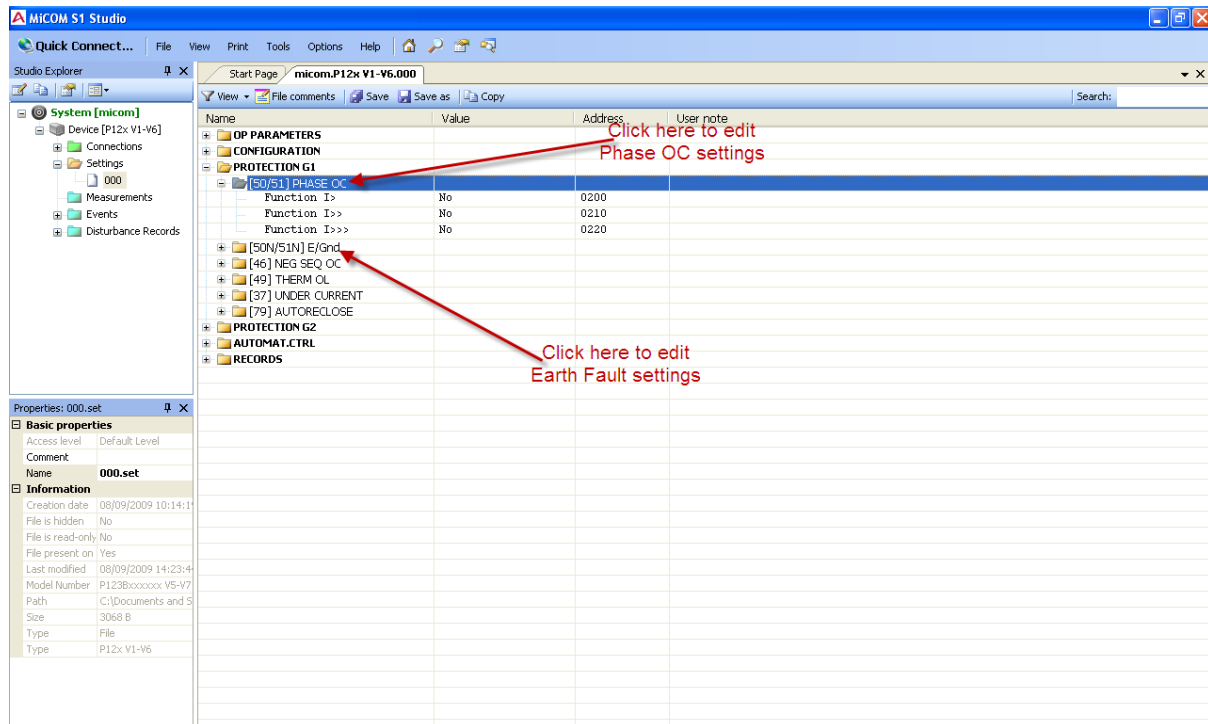 MiCOM S1 Studio
Quick Connect... File View Print Tools Options Help
Studio Explorer
Start Page micom.P12x V1-V6.000
View File comments Save Save as Copy Search:
System [micom]
Device [P12x V1-V6]
Connections
Settings
000
Measurements
Events
Disturbance Records
Name Value Address User note
OP PARAMETERS
CONFIGURATION
PROTECTION G1
[50/51] PHASE OC
Function I> No 0200
Function I>> No 0210
Function I>>> No 0220
[50N/51N] E/Gnd
[46] NEG SEQ OC
[49] THERM OL
[37] UNDER CURRENT
[79] AUTORECLOSE
PROTECTION G2
AUTOMAT.CTRL
RECORDS
Click here to edit
Phase OC settings
Click here to edit
Earth Fault settings
Properties: 000.set
Basic properties
Access level Default Level
Comment
Name 000.set
Information
Creation date 08/09/2009 10:14:1
File is hidden No
File is read-only No
File present on Yes
Last modified 08/09/2009 14:23:4
Model Number P123Bxxxxxx V5-V7
Path C:\Documents and S
Size 3068 B
Type File
Type P12x V1-V6